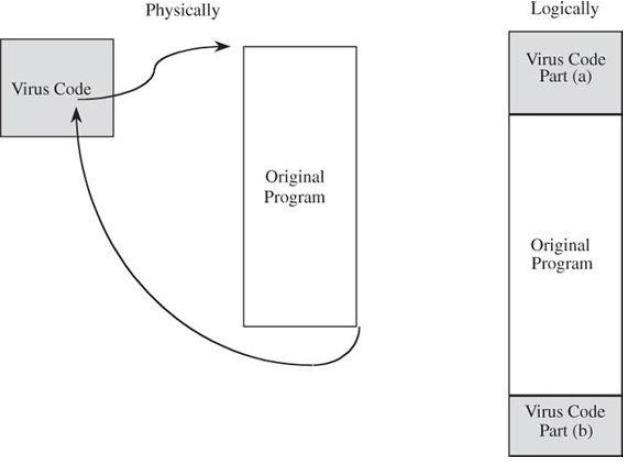 Physically
Logically
Virus Code
Original
Program
Virus Code
Part (a)
Original
Program
Virus Code
Part (b)